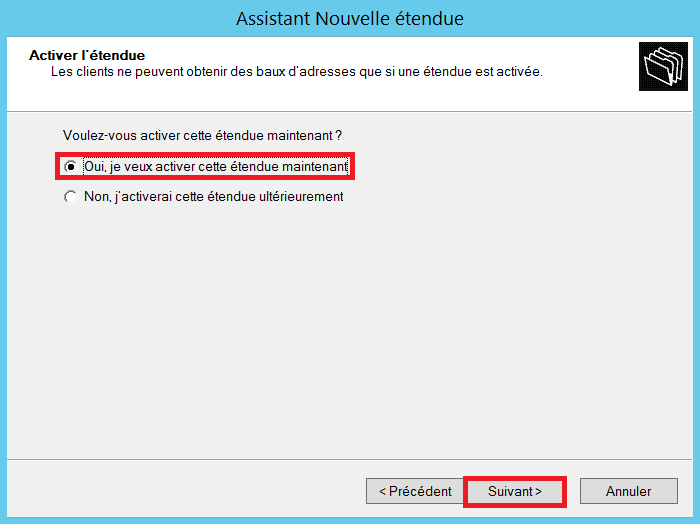 Assistant Nouvelle étendue
Activer l'étendue
Les clients ne peuvent obtenir des baux d'adresses que si une étendue est activée.
Voulez-vous activer cette étendue maintenant ?
Oui, je veux activer cette étendue maintenant
Non, j'activerai cette étendue ultérieurement
< Précédent Suivant > Annuler